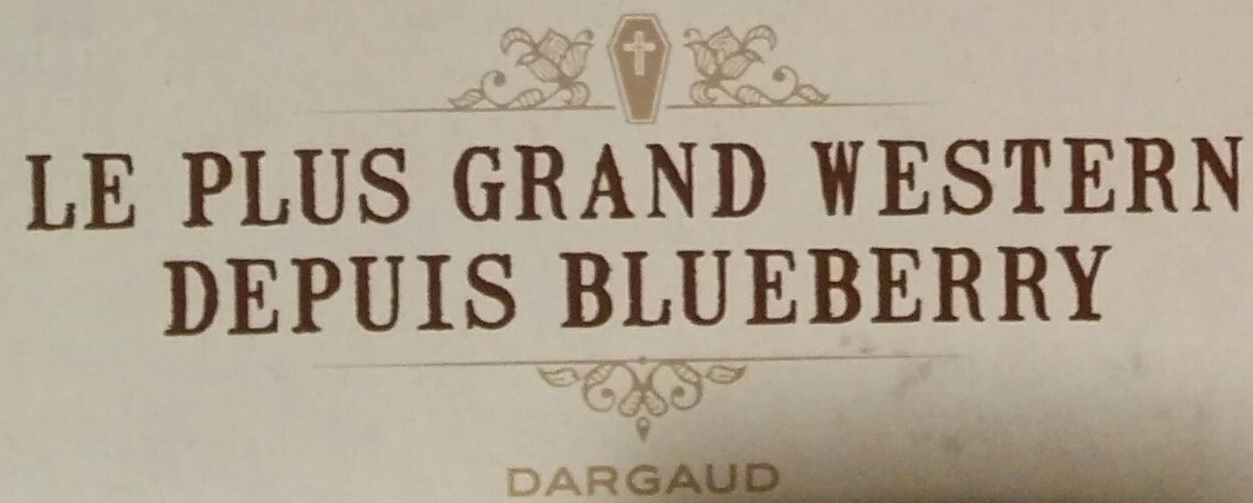 LE PLUS GRAND WESTERN
DEPUIS BLUEBERRY
DARGAUD